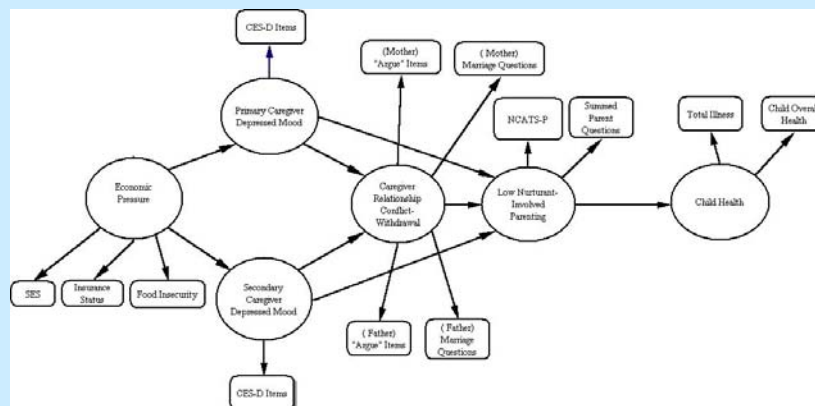 CES-D Items
(Mother)
"Argue" Items
( Mother)
Marriage Questions
Primary Caregiver
Depressed Mood
NCATS-P
Summed
Parent
Questions
Total Illness
Child Overall
Health
Economic
Pressure
Caregiver
Relationship
Conflict-
Withdrawal
Low Nurturant-
Involved
Parenting
Child Health
SES
Insurance
Status
Food Insecurity
Secondary
Caregiver
Depressed Mood
( Father)
"Argue" Items
( Father)
Marriage
Questions
CES-D Items